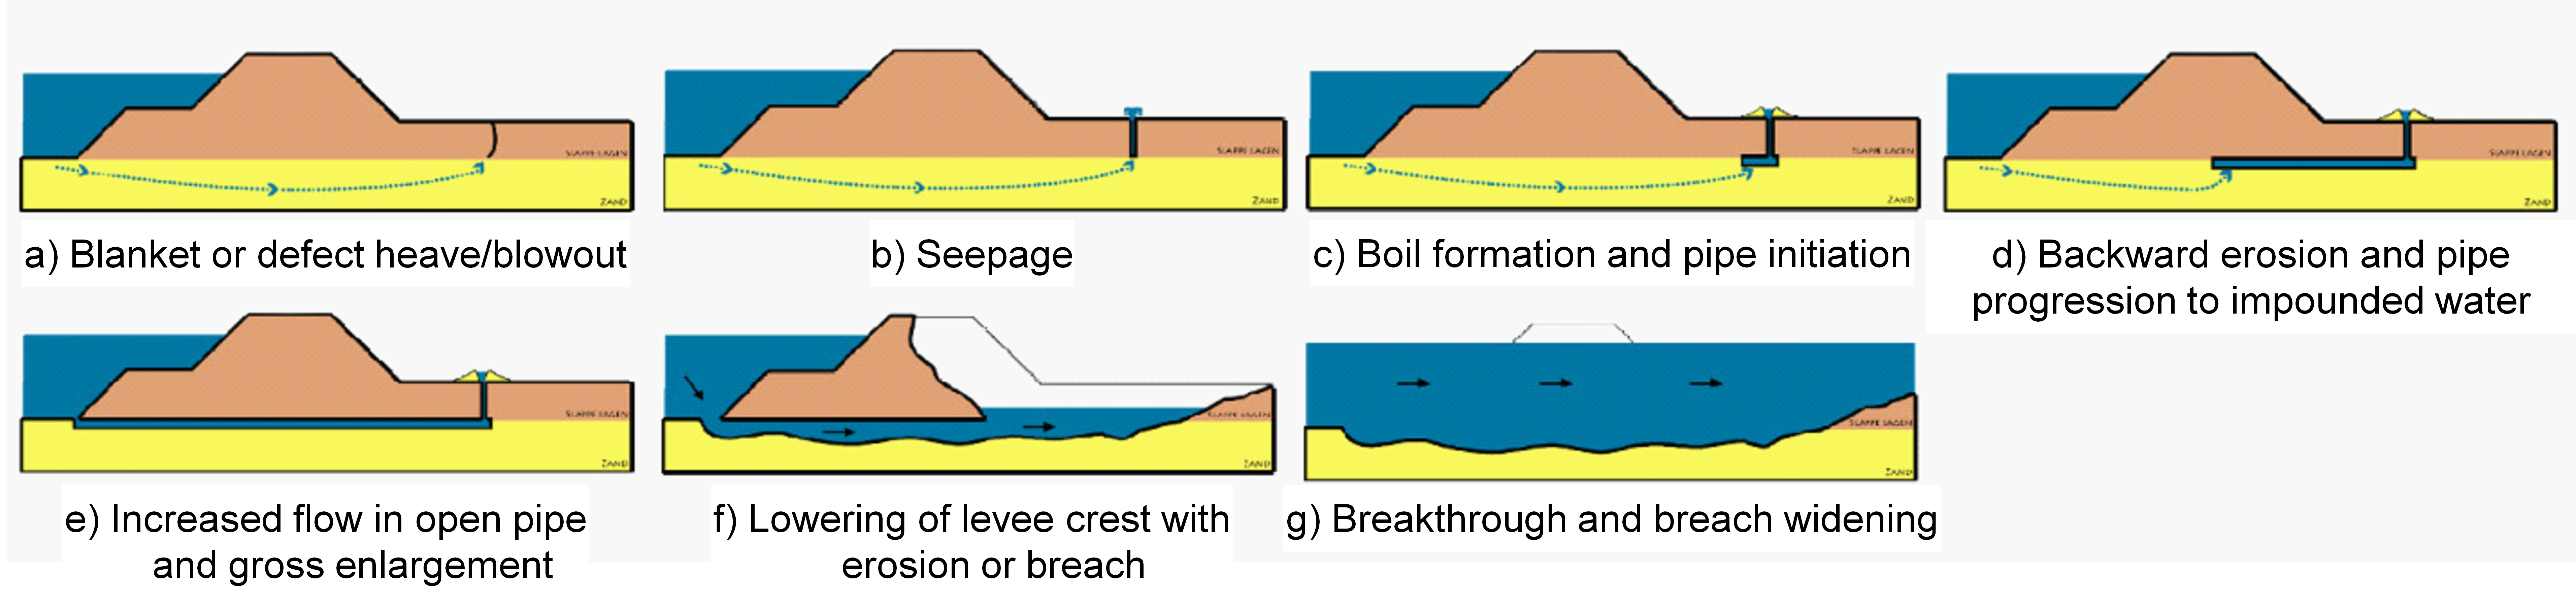 SLAPPE LAGEN
ZAND
SLAPPE LAGEN
ZAND
SLAPPE LAGEN
ZAND
SLAPPE LAGEN
ZAND
a) Blanket or defect heave/blowout
b) Seepage
c) Boil formation and pipe initiation
d) Backward erosion and pipe
progression to impounded water
SLAPPE LAGEN
ZAND
SLAPPE LAGEN
ZAND
SLAPPE LAGEN
ZAND
e) Increased flow in open pipe
and gross enlargement
f) Lowering of levee crest with
erosion or breach
g) Breakthrough and breach widening